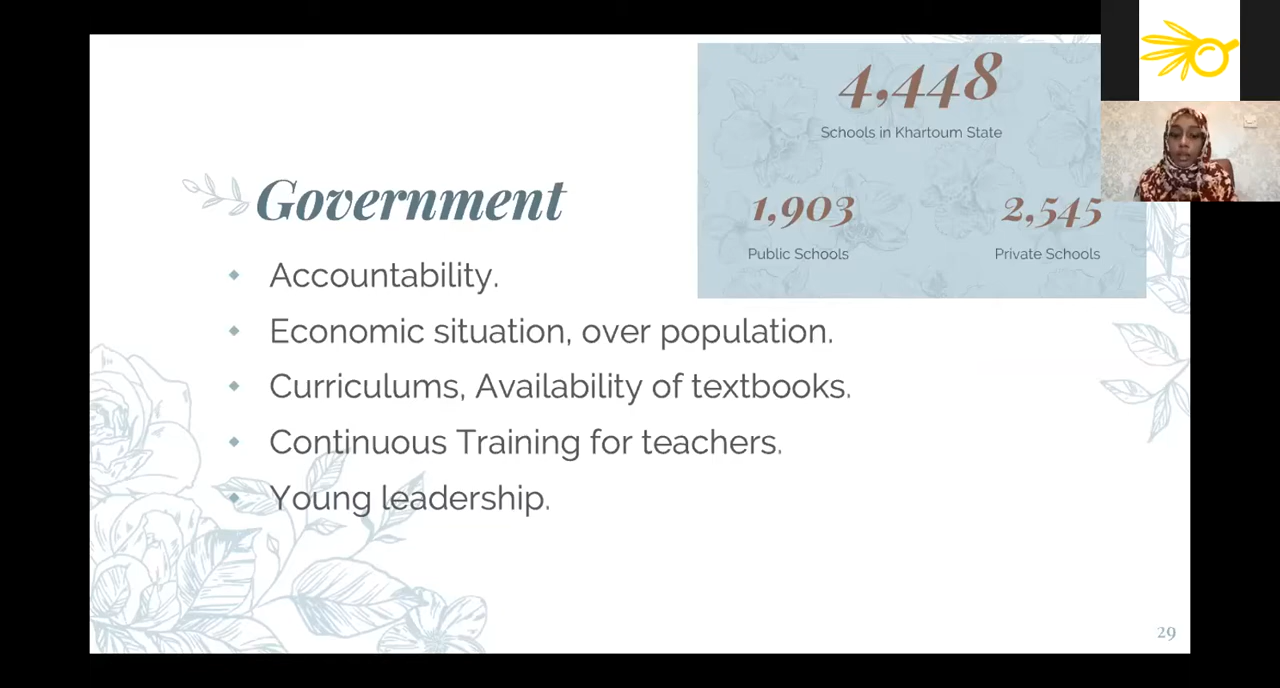 4,448
Schools in Khartoum State
1,903
2,545
Public Schools
Private Schools
Government
Accountability.
Economic situation, over population.
Curriculums, Availability of textbooks.
Continuous Training for teachers.
Young leadership.
29